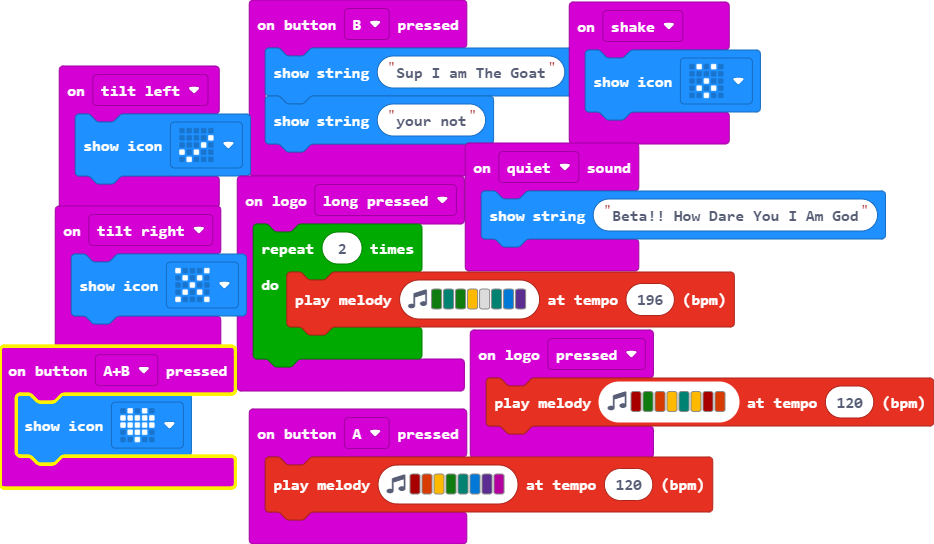 on button B pressed
show string "Sup I am The Goat"
show string "your not"
on shake
show icon
on tilt left
show icon
on quiet sound
show string "Beta!! How Dare You I Am God"
on logo long pressed
repeat 2 times
do
play melody at tempo 196 (bpm)
on tilt right
show icon
on logo pressed
play melody at tempo 120 (bpm)
on button A+B pressed
show icon
on button A pressed
play melody at tempo 120 (bpm)